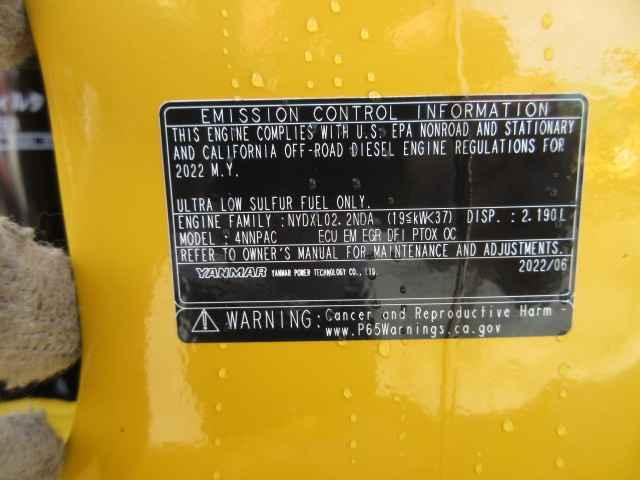 EMISSION CONTROL INFORMATION
THIS ENGINE COMPLIES WITH U.S. EPA NONROAD AND STATIONARY
AND CALIFORNIA OFF-ROAD DIESEL ENGINE REGULATIONS FOR
2022 M.Y.
ULTRA LOW SULFUR FUEL ONLY.
ENGINE FAMILY : NYDXL02.2NDA (19≤kW<37) DISP. : 2.190L
MODEL : 4NNPAC ECU EM EGR DFI PTOX OC
REFER TO OWNER'S MANUAL FOR MAINTENANCE AND ADJUSTMENTS.
2022/06
YANMAR YANMAR POWER TECHNOLOGY CO., LTD.
WARNING: Cancer and Reproductive Harm -
www.P65Warnings.ca.gov